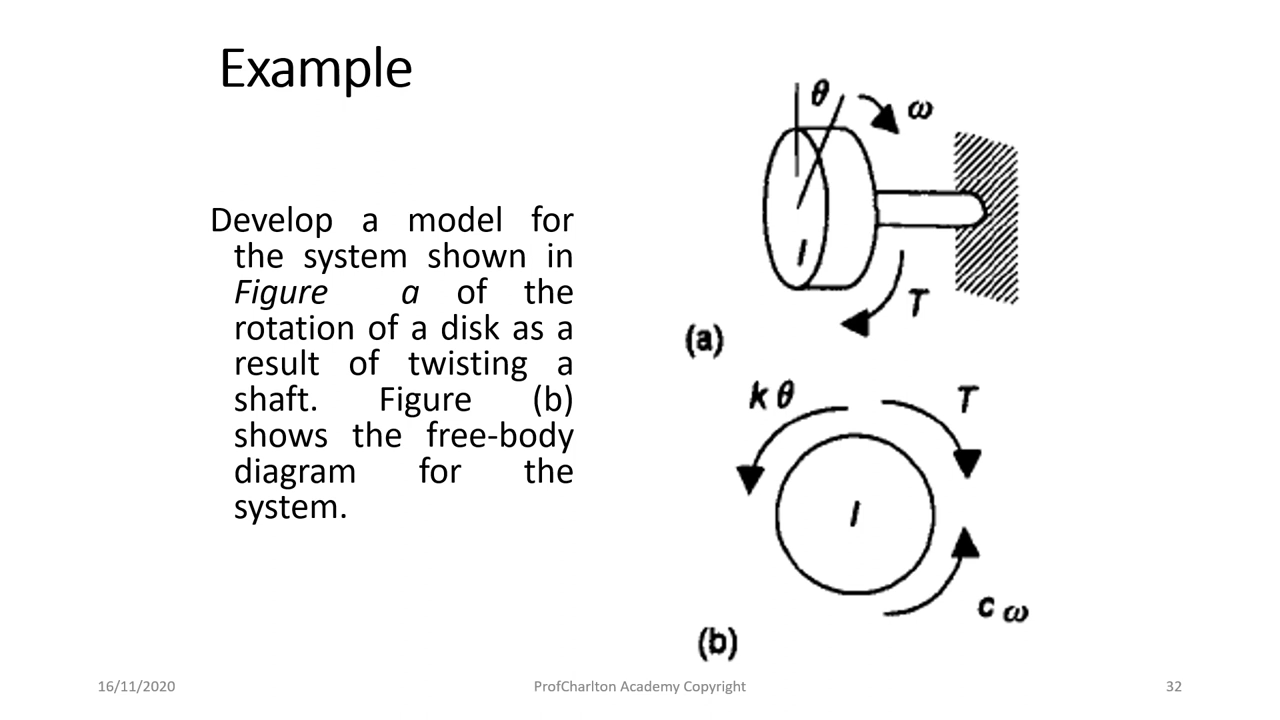 Example
Develop a model for
the system shown in
Figure a of the
rotation of a disk as a
result of twisting a
shaft. Figure (b)
shows the free-body
diagram for the
system.
θ
ω
I
T
(a)
k θ
T
I
c ω
(b)
16/11/2020
ProfCharlton Academy Copyright
32